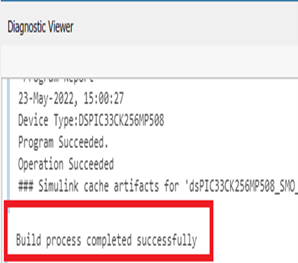 Diagnostic Viewer
Program Report
23-May-2022, 15:00:27
Device Type:DSPIC33CK256MP508
Program Succeeded.
Operation Succeeded
### Simulink cache artifacts for 'dsPIC33CK256MP508_SMO_
Build process completed successfully